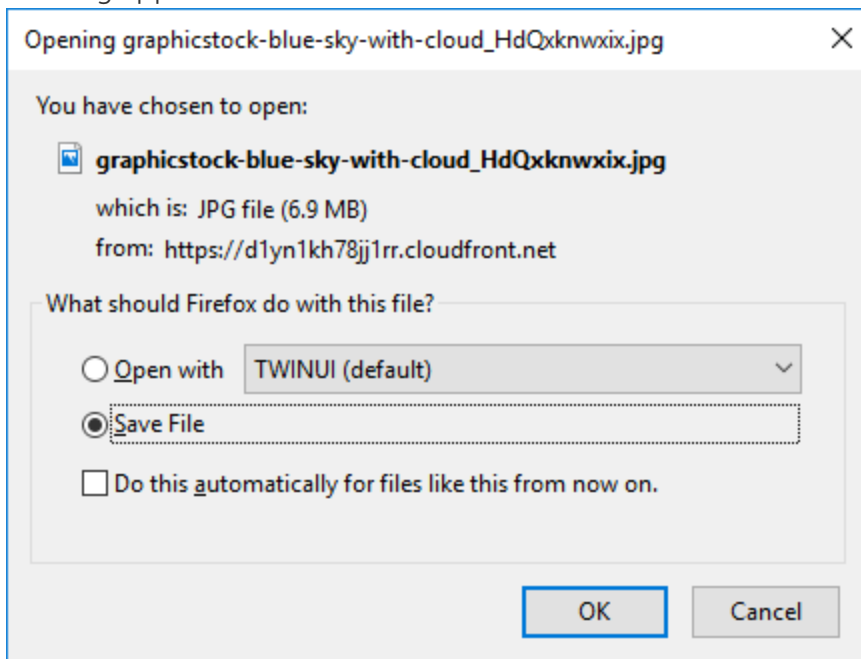 Opening graphicstock-blue-sky-with-cloud_HdQxknwxix.jpg
You have chosen to open:
graphicstock-blue-sky-with-cloud_HdQxknwxix.jpg
which is: JPG file (6.9 MB)
from: https://d1yn1kh78jj1rr.cloudfront.net
What should Firefox do with this file?
Open with TWINUI (default)
Save File
Do this automatically for files like this from now on.
OK Cancel